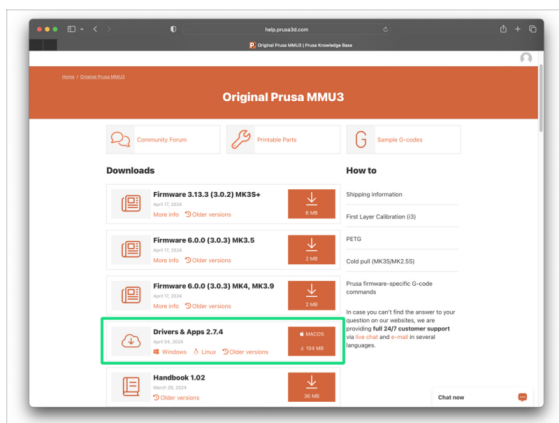 help.prusa3d.com
Original Prusa MMU3 | Prusa Knowledge Base
Home / Original Prusa MMU3
Original Prusa MMU3
Community Forum
Printable Parts
G
Sample G-codes
Downloads
Firmware 3.13.3 (3.0.2) MK3S+
April 17, 2024
More info Older versions
8 MB
Firmware 6.0.0 (3.0.3) MK3.5
April 17, 2024
More info Older versions
2 MB
Firmware 6.0.0 (3.0.3) MK4, MK3.9
April 17, 2024
More info Older versions
2 MB
Drivers & Apps 2.7.4
April 04, 2024
Windows Linux Older versions
MACOS
Handbook 1.02
March 20, 2024
Older versions
36 MB
How to
Shipping information
First Layer Calibration (i3)
PETG
Cold pull (MK3S/MK2.5S)
Prusa firmware-specific G-code
commands
In case you can't find the answer to your
question on our websites, we are
providing full 24/7 customer support
via live chat and e-mail in several
languages.
Chat now